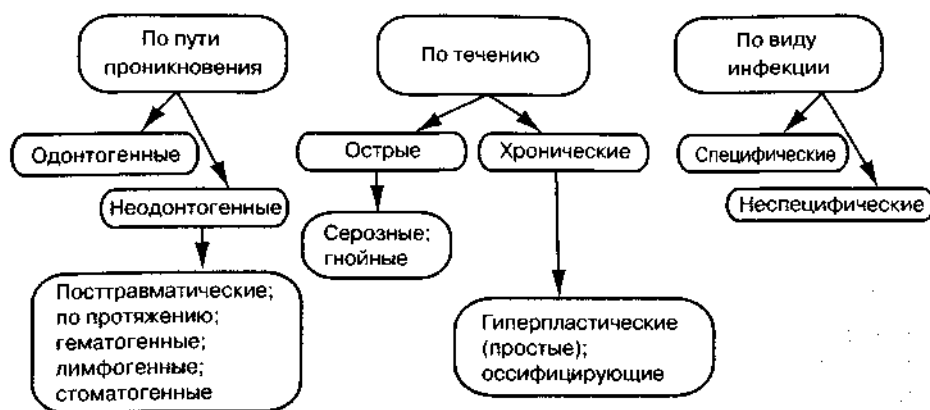 По пути
проникновения
Одонтогенные
Неодонтогенные
Посттравматические;
по протяжению;
гематогенные;
лимфогенные;
стоматогенные
По течению
Острые
Хронические
Серозные;
гнойные
Гиперпластические
(простые);
оссифицирующие
По виду
инфекции
Специфические
Неспецифические